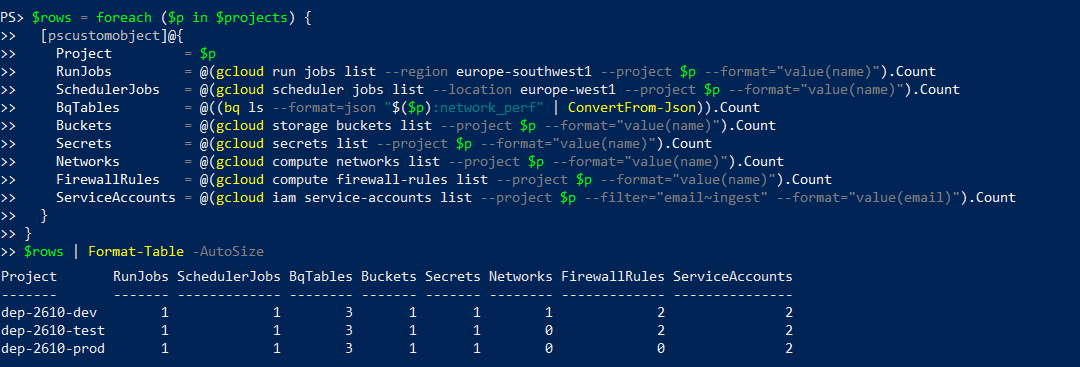 PS> $rows = foreach ($p in $projects) {
>>   [pscustomobject]@{
>>     Project         = $p
>>     RunJobs         = @(gcloud run jobs list --region europe-southwest1 --project $p --format="value(name)").Count
>>     SchedulerJobs   = @(gcloud scheduler jobs list --location europe-west1 --project $p --format="value(name)").Count
>>     BqTables        = @((bq ls --format=json "$($p):network_perf" | ConvertFrom-Json)).Count
>>     Buckets         = @(gcloud storage buckets list --project $p --format="value(name)").Count
>>     Secrets         = @(gcloud secrets list --project $p --format="value(name)").Count
>>     Networks        = @(gcloud compute networks list --project $p --format="value(name)").Count
>>     FirewallRules   = @(gcloud compute firewall-rules list --project $p --format="value(name)").Count
>>     ServiceAccounts = @(gcloud iam service-accounts list --project $p --filter="email~ingest" --format="value(email)").Count
>>   }
>> }
>> $rows | Format-Table -AutoSize
Project       RunJobs SchedulerJobs BqTables Buckets Secrets Networks FirewallRules ServiceAccounts
-------       ------- ------------- -------- ------- ------- -------- ------------- ---------------
dep-2610-dev        1             1        3       1       1        1             2               2
dep-2610-test       1             1        3       1       1        0             2               2
dep-2610-prod       1             1        3       1       1        0             0               2